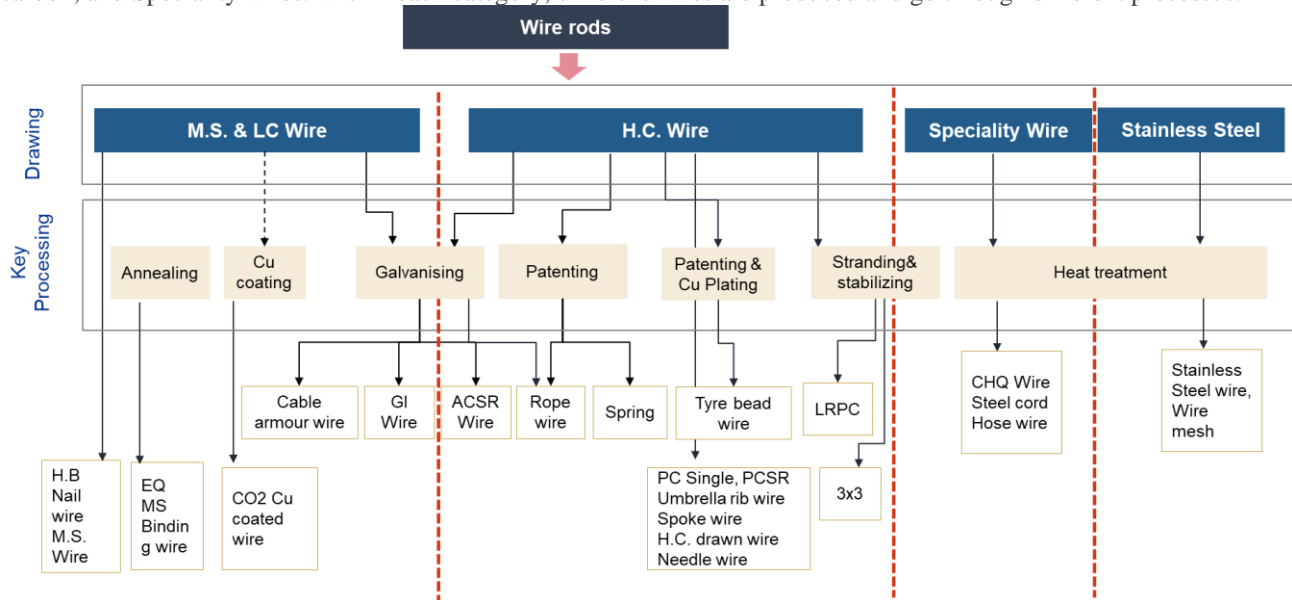 Wire rods
Drawing
M.S. & LC Wire
H.C. Wire
Speciality Wire
Stainless Steel
Key
Processing
Annealing
Cu
coating
Galvanising
Patenting
Patenting &
Cu Plating
Stranding&
stabilizing
Heat treatment
Cable
armour wire
GI
Wire
ACSR
Wire
Rope
wire
Spring
Tyre bead
wire
LRPC
CHQ Wire
Steel cord
Hose wire
Stainless
Steel wire,
Wire
mesh
H.B
Nail
wire
M.S.
Wire
EQ
MS
Bindin
g wire
CO2 Cu
coated
wire
PC Single, PCSR
Umbrella rib wire
Spoke wire
H.C. drawn wire
Needle wire
3x3